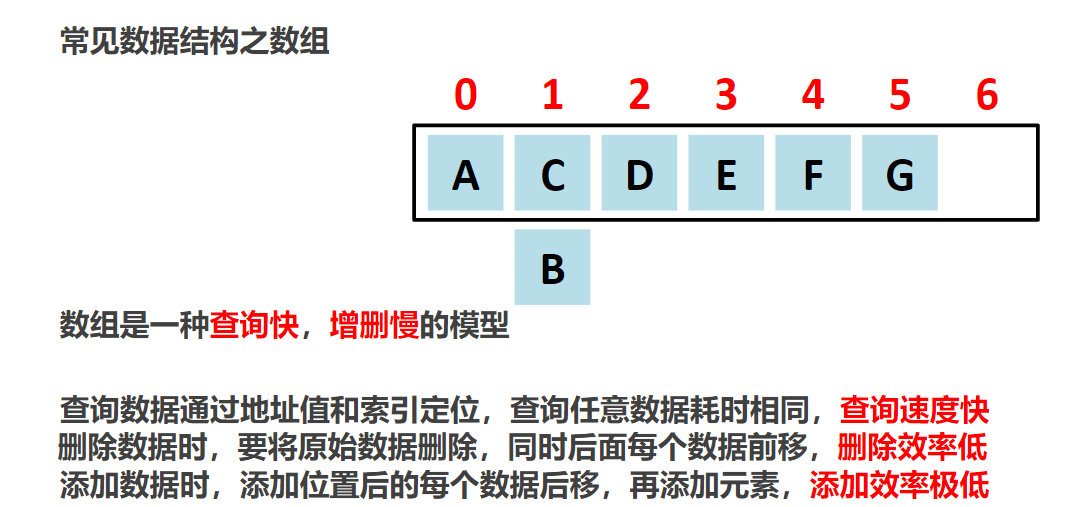 常见数据结构之数组
0 1 2 3 4 5 6
A C D E F G
B
数组是一种查询快，增删慢的模型
查询数据通过地址值和索引定位，查询任意数据耗时相同，查询速度快
删除数据时，要将原始数据删除，同时后面每个数据前移，删除效率低
添加数据时，添加位置后的每个数据后移，再添加元素，添加效率极低